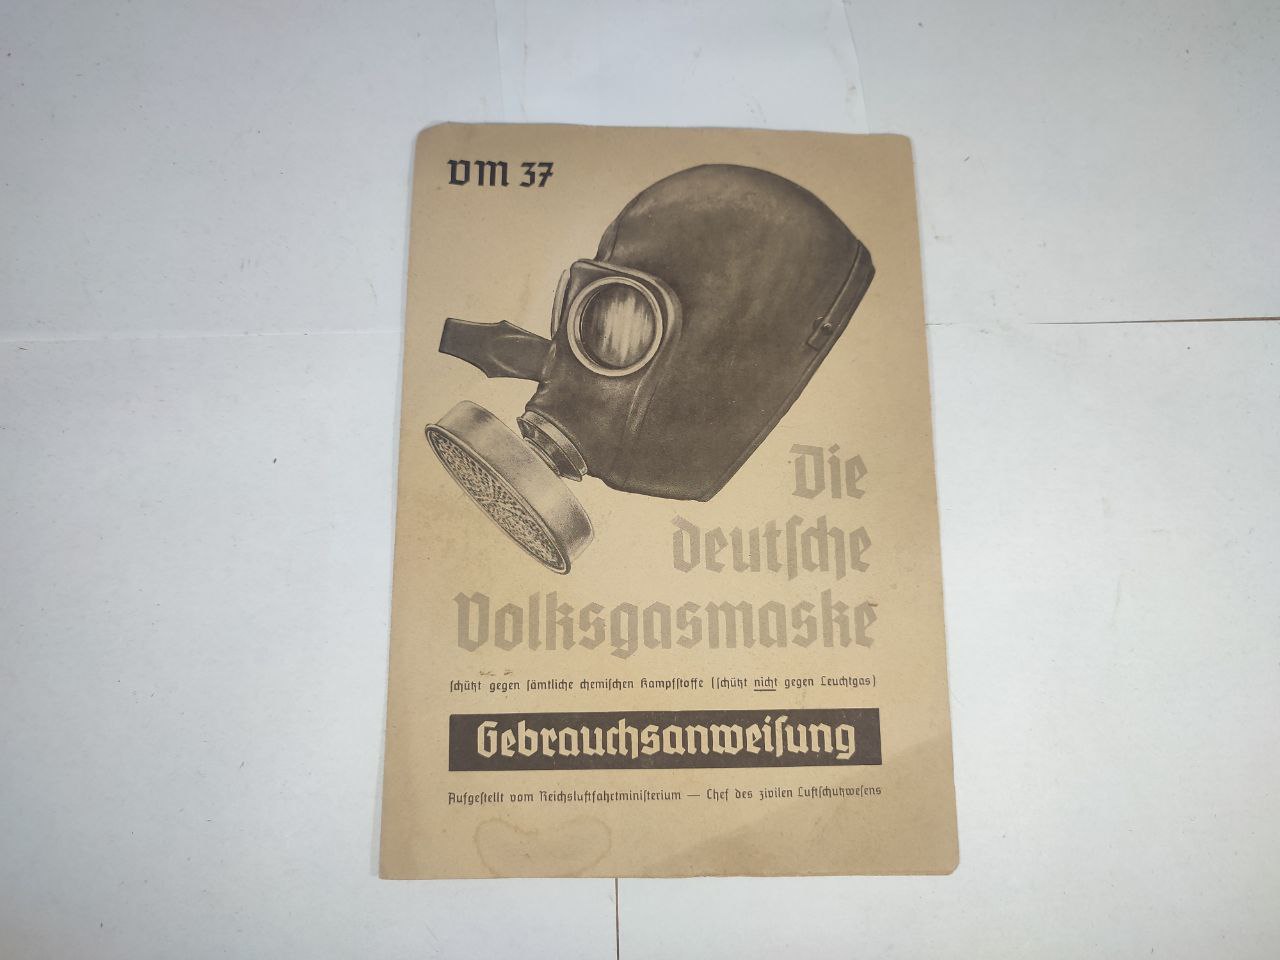 VM 37
Die
deutſche
Volksgasmaske
ſchützt gegen ſämtliche chemiſchen Kampfſtoffe (ſchützt nicht gegen Leuchtgas)
Gebrauchsanweiſung
Aufgeſtellt vom Reichsluftfahrtminiſterium — Chef des zivilen Luftſchutzweſens